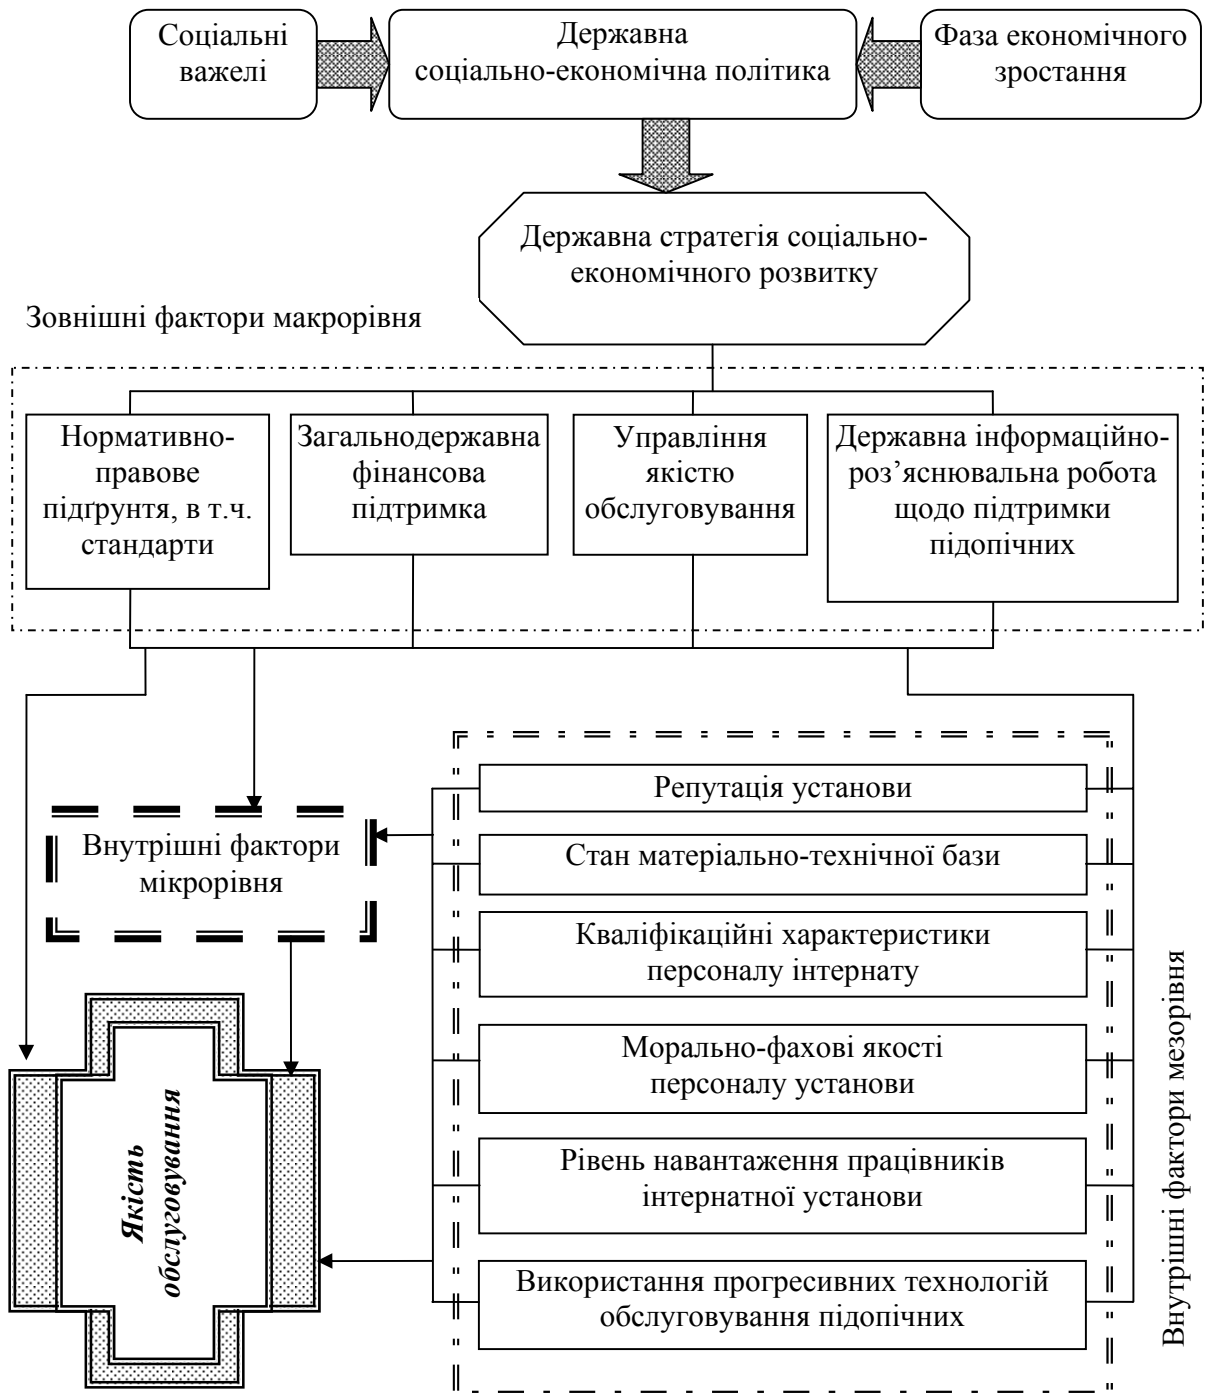 Соціальні
важелі
Державна
соціально-економічна політика
Фаза економічного
зростання
Державна стратегія соціально-
економічного розвитку
Зовнішні фактори макрорівня
Нормативно-
правове
підґрунтя, в т.ч.
стандарти
Загальнодержавна
фінансова
підтримка
Управління
якістю
обслуговування
Державна інформаційно-
роз’яснювальна робота
щодо підтримки
підопічних
Репутація установи
Стан матеріально-технічної бази
Кваліфікаційні характеристики
персоналу інтернату
Морально-фахові якості
персоналу установи
Рівень навантаження працівників
інтернатної установи
Використання прогресивних технологій
обслуговування підопічних
Внутрішні фактори мезорівня
Внутрішні фактори
мікрорівня
Якість
обслуговування